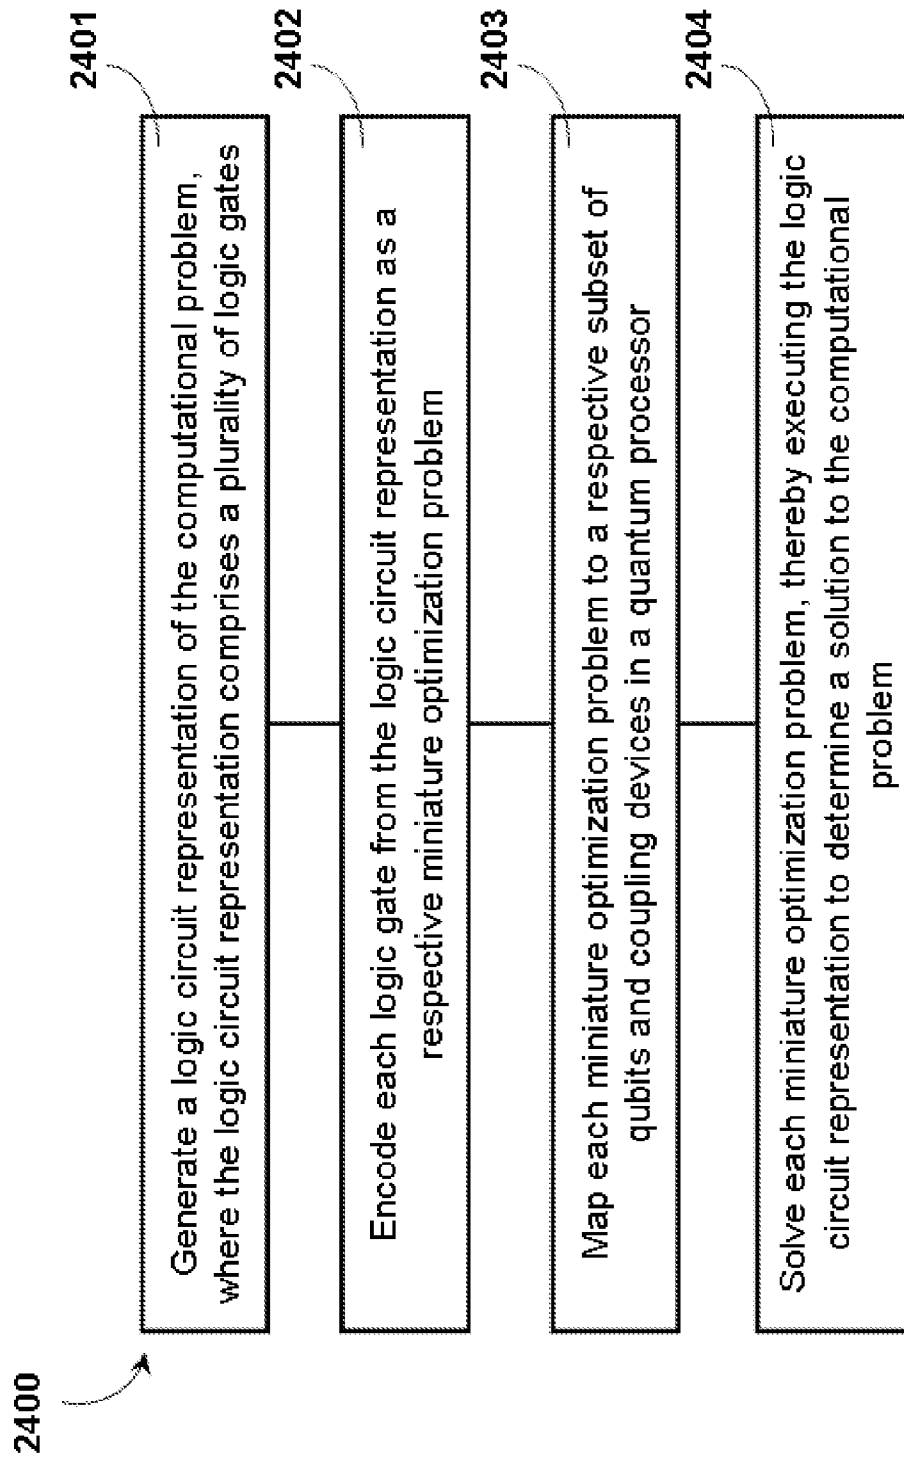 2400
2401
Generate a logic circuit representation of the computational problem,
where the logic circuit representation comprises a plurality of logic gates
2402
Encode each logic gate from the logic circuit representation as a
respective miniature optimization problem
2403
Map each miniature optimization problem to a respective subset of
qubits and coupling devices in a quantum processor
2404
Solve each miniature optimization problem, thereby executing the logic
circuit representation to determine a solution to the computational
problem